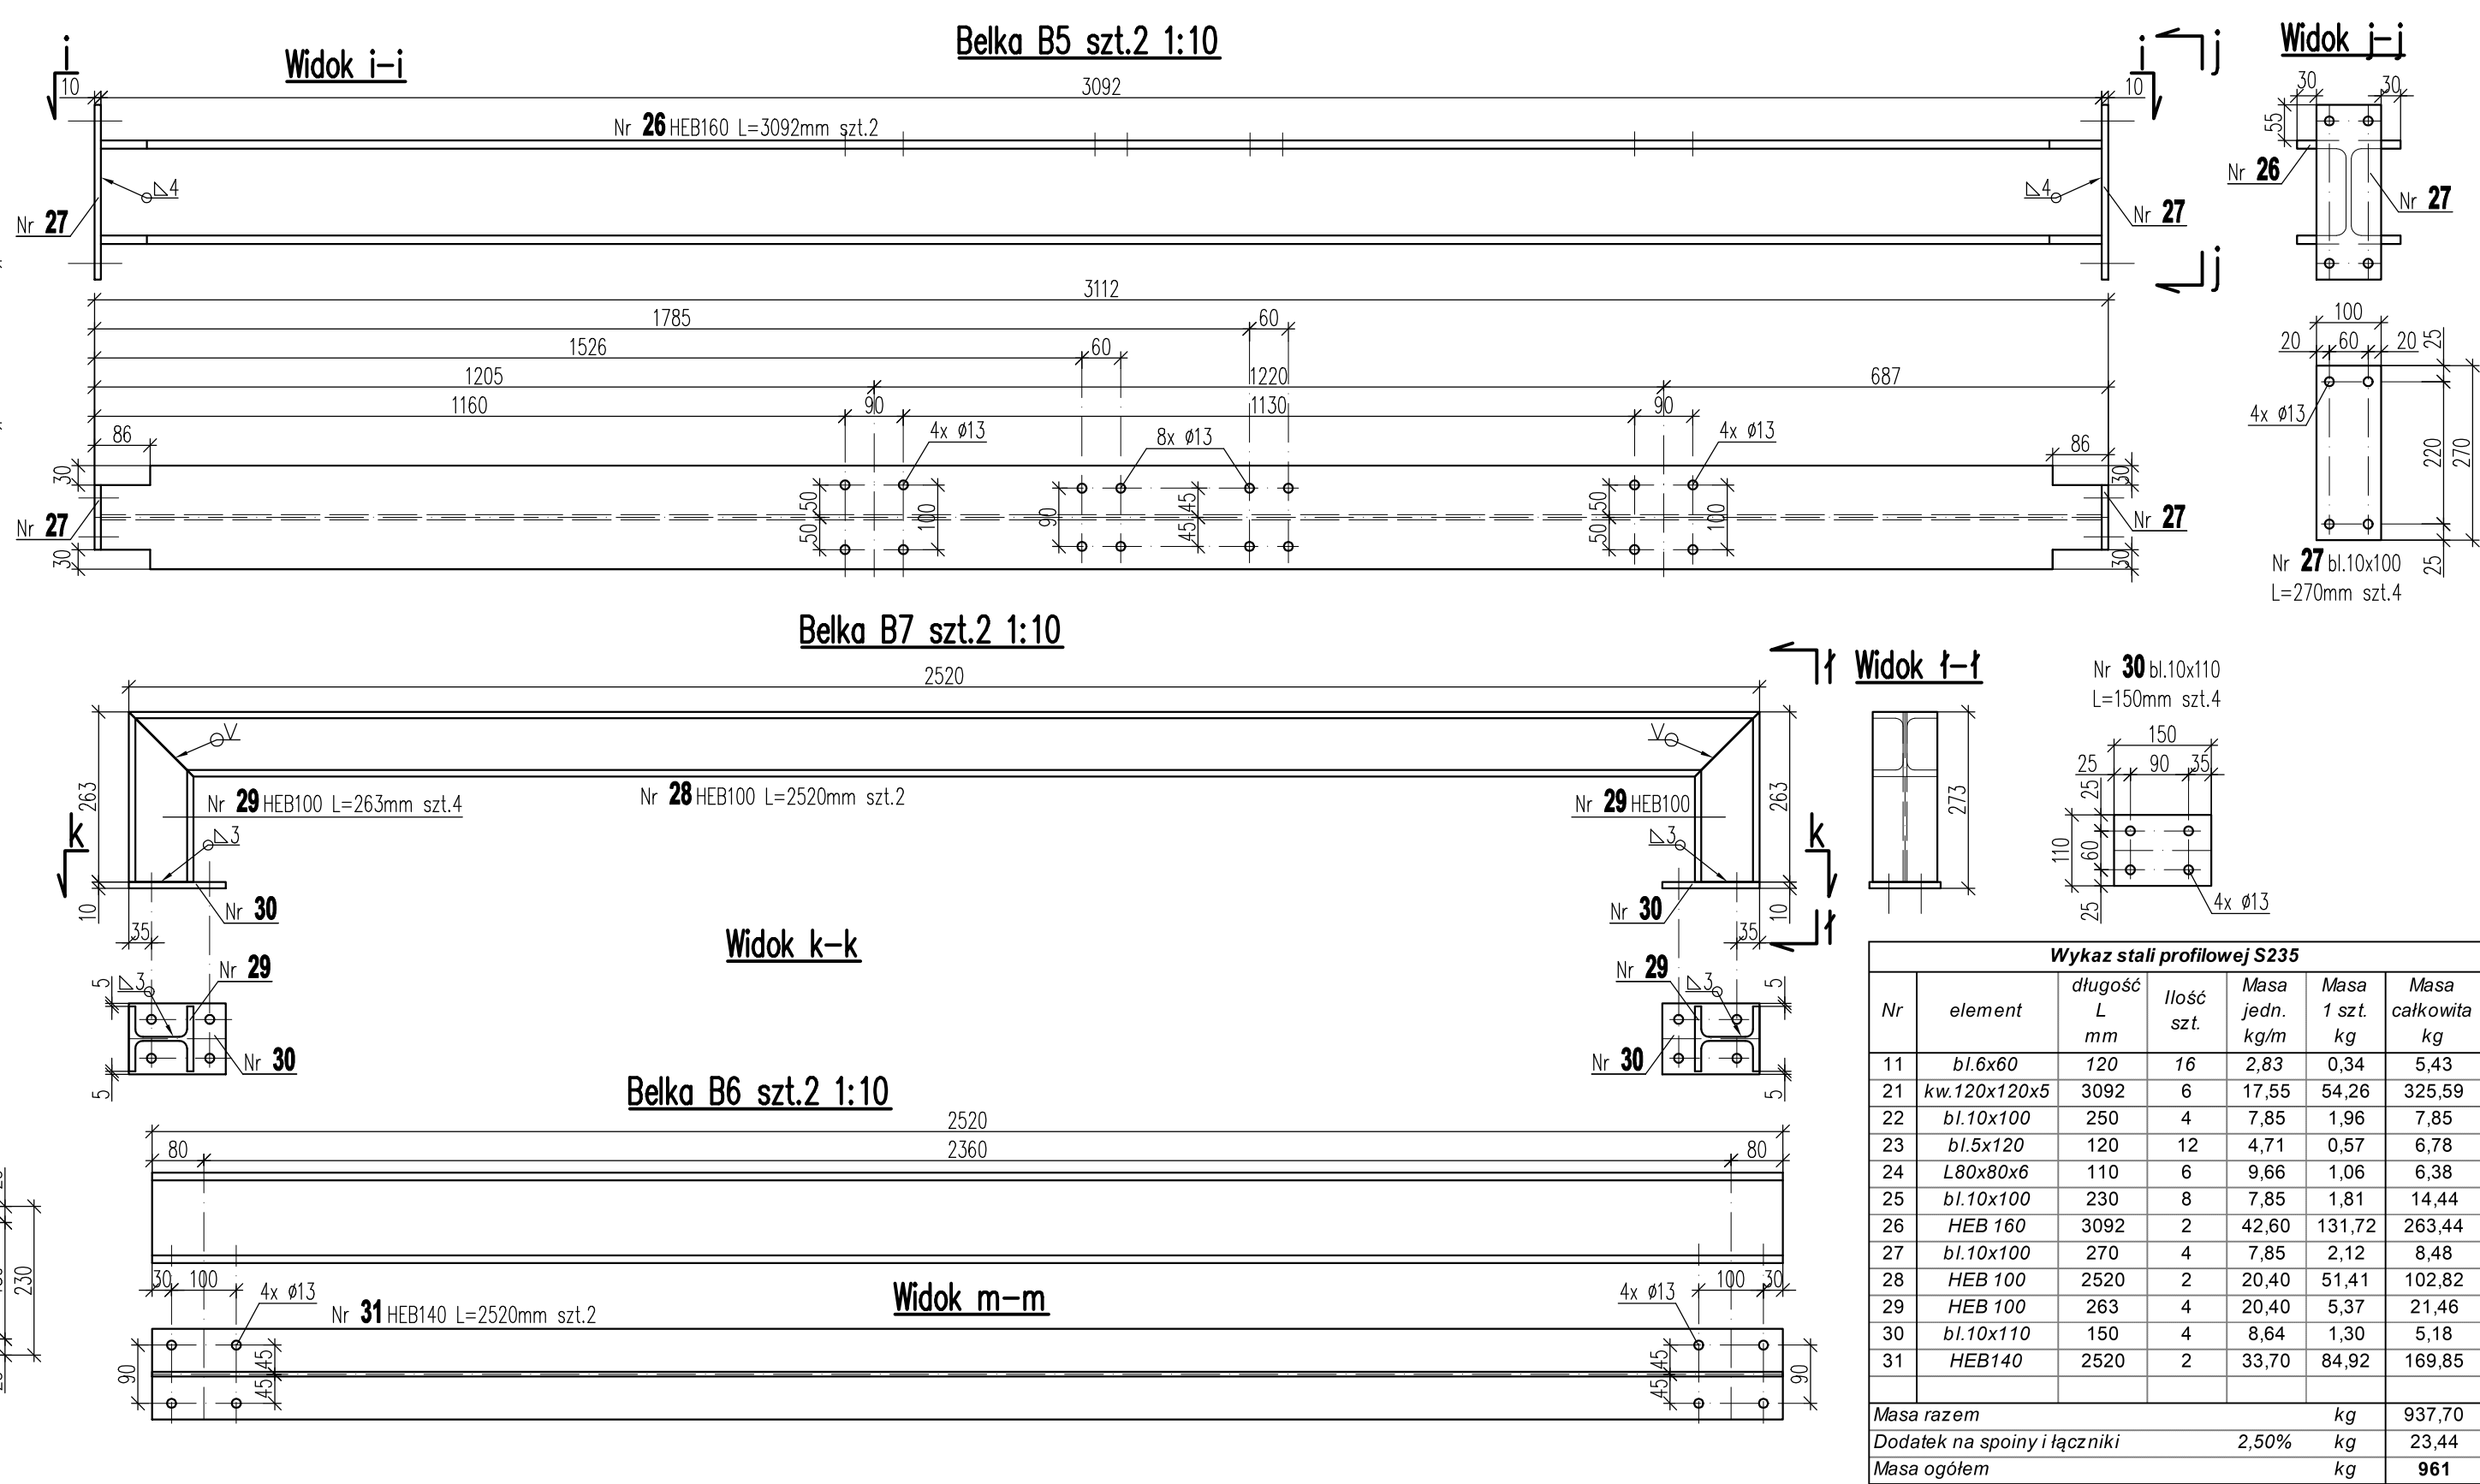 Belka B5 szt.2 1:10
i
Widok i-i
i
j
Widok j-j
10
3092
10
30
30
Nr 26 HEB160 L=3092mm szt.2
55
4
4
Nr 26
Nr 27
Nr 27
Nr 27
j
3112
1785
60
1526
60
1205
1220
687
1160
90
1130
90
86
4x ø13
8x ø13
4x ø13
86
30
30
50
50
100
90
45
45
50
50
100
Nr 27
Nr 27
30
30
100
20
60
20
25
4x ø13
220
270
Nr 27 bl.10x100
25
L=270mm szt.4
Belka B7 szt.2 1:10
2520
ł
Widok ł-ł
Nr 30 bl.10x110
L=150mm szt.4
V
V
150
25
90
35
263
Nr 29 HEB100 L=263mm szt.4
Nr 28 HEB100 L=2520mm szt.2
Nr 29 HEB100
263
273
25
k
3
3
k
110
60
10
Nr 30
Nr 30
10
25
4x ø13
35
35
ł
Widok k-k
Nr 29
Nr 29
5
3
3
5
Nr 30
Nr 30
5
5
Belka B6 szt.2 1:10
2520
80
2360
80
230
30
100
4x ø13
Widok m-m
4x ø13
100
30
Nr 31 HEB140 L=2520mm szt.2
90
45
45
45
45
90
Wykaz stali profilowej S235
Nr element długość L mm Ilość szt. Masa jedn. kg/m Masa 1 szt. kg Masa całkowita kg
11 bl.6x60 120 16 2,83 0,34 5,43
21 kw.120x120x5 3092 6 17,55 54,26 325,59
22 bl.10x100 250 4 7,85 1,96 7,85
23 bl.5x120 120 12 4,71 0,57 6,78
24 L80x80x6 110 6 9,66 1,06 6,38
25 bl.10x100 230 8 7,85 1,81 14,44
26 HEB 160 3092 2 42,60 131,72 263,44
27 bl.10x100 270 4 7,85 2,12 8,48
28 HEB 100 2520 2 20,40 51,41 102,82
29 HEB 100 263 4 20,40 5,37 21,46
30 bl.10x110 150 4 8,64 1,30 5,18
31 HEB140 2520 2 33,70 84,92 169,85
Masa razem kg 937,70
Dodatek na spoiny i łączniki 2,50% kg 23,44
Masa ogółem kg 961